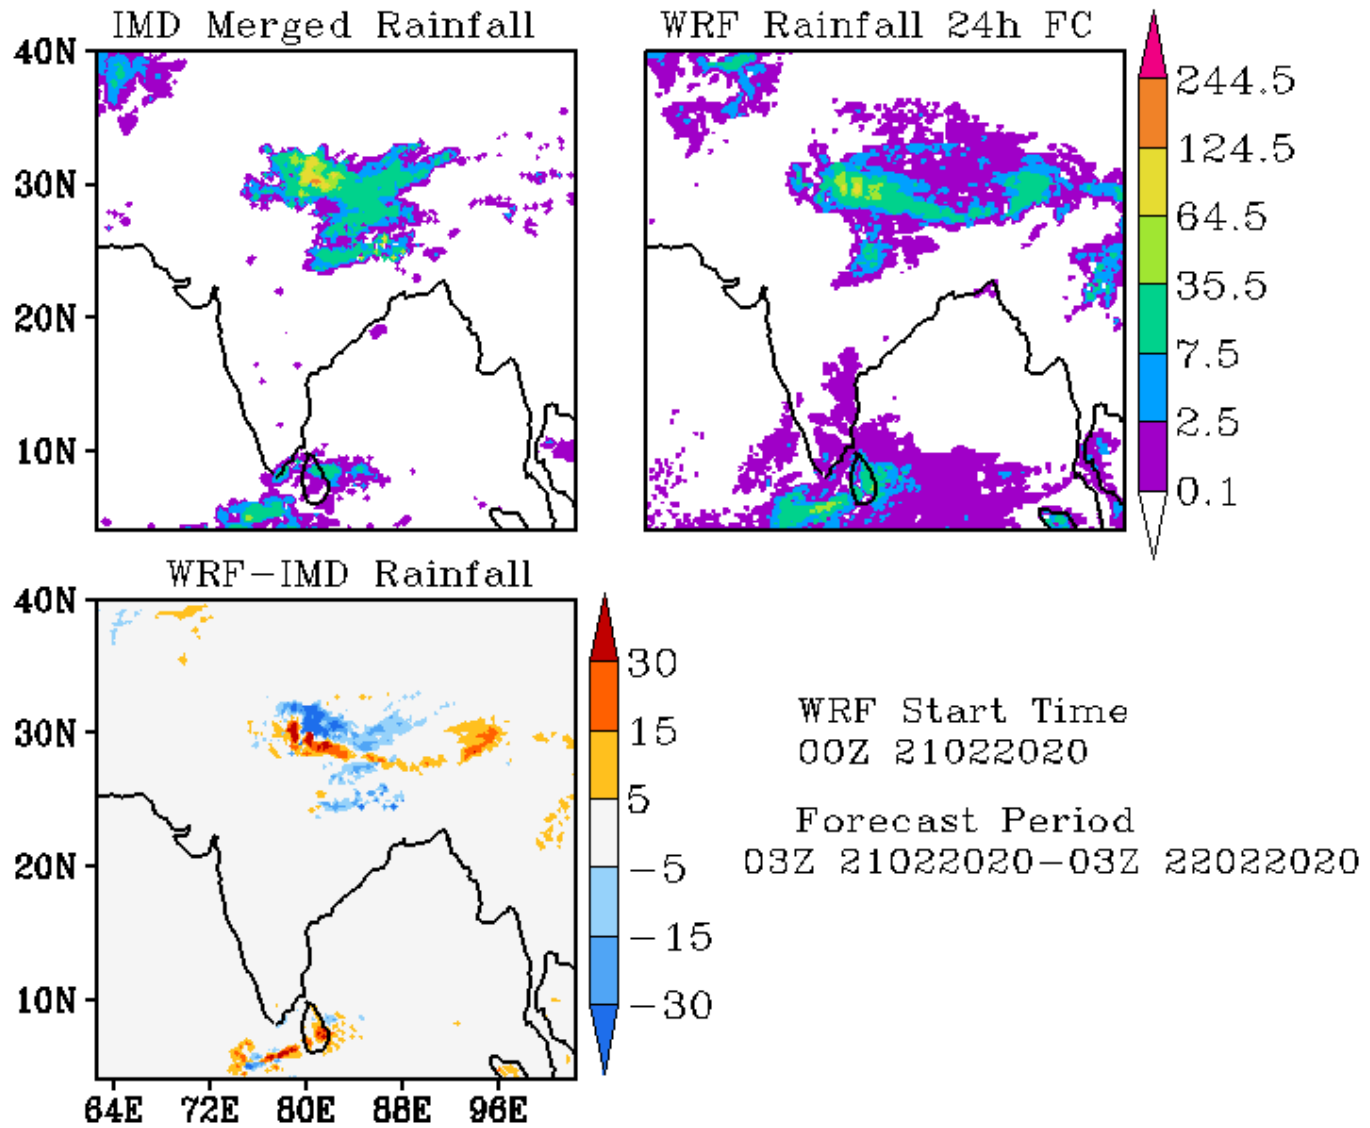 IMD Merged Rainfall
WRF Rainfall 24h FC
40N
30N
20N
10N
244.5
124.5
64.5
35.5
7.5
2.5
0.1
WRF-IMD Rainfall
40N
30N
20N
10N
64E 72E 80E 88E 96E
30
15
5
-5
-15
-30
WRF Start Time
00Z 21022020
Forecast Period
03Z 21022020-03Z 22022020